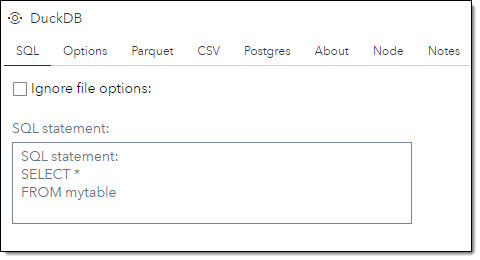 DuckDB
SQL Options Parquet CSV Postgres About Node Notes
Ignore file options:
SQL statement:
SQL statement:
SELECT *
FROM mytable